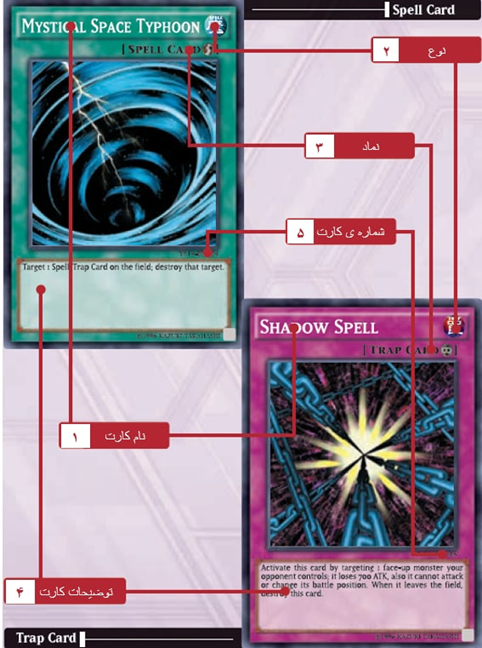 Spell Card
MYSTICAL SPACE TYPHOON
[SPELL CARD
نوع ۲
نماد ۳
شماره ی کارت ۵
Target 1 Spell/Trap Card on the field; destroy that target.
SHADOW SPELL
[TRAP CARD
نام کارت ۱
Activate this card by targeting 1 face-up monster your
opponent controls; it loses 700 ATK, also it cannot attack
or change its battle position. When it leaves the field,
destroy this card.
توضیحات کارت ۴
Trap Card